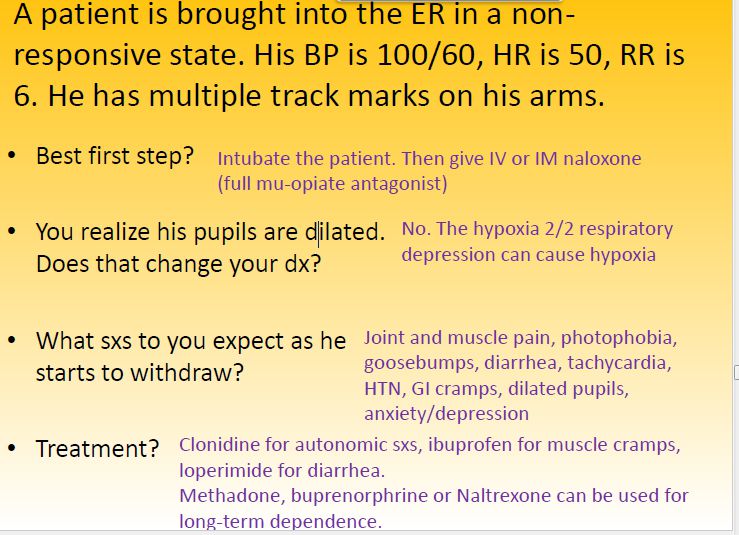 A patient is brought into the ER in a non-
responsive state. His BP is 100/60, HR is 50, RR is
6. He has multiple track marks on his arms.
• Best first step? Intubate the patient. Then give IV or IM naloxone
(full mu-opiate antagonist)
• You realize his pupils are dilated.
Does that change your dx?
No. The hypoxia 2/2 respiratory
depression can cause hypoxia
• What sxs to you expect as he
starts to withdraw?
Joint and muscle pain, photophobia,
goosebumps, diarrhea, tachycardia,
HTN, GI cramps, dilated pupils,
anxiety/depression
• Treatment? Clonidine for autonomic sxs, ibuprofen for muscle cramps,
loperimide for diarrhea.
Methadone, buprenorphrine or Naltrexone can be used for
long-term dependence.